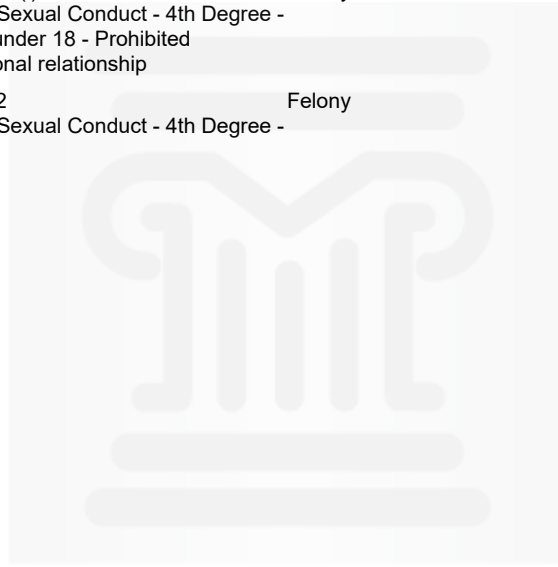 Sexual Conduct - 4th Degree -
under 18 - Prohibited
onal relationship
2 Felony
Sexual Conduct - 4th Degree -